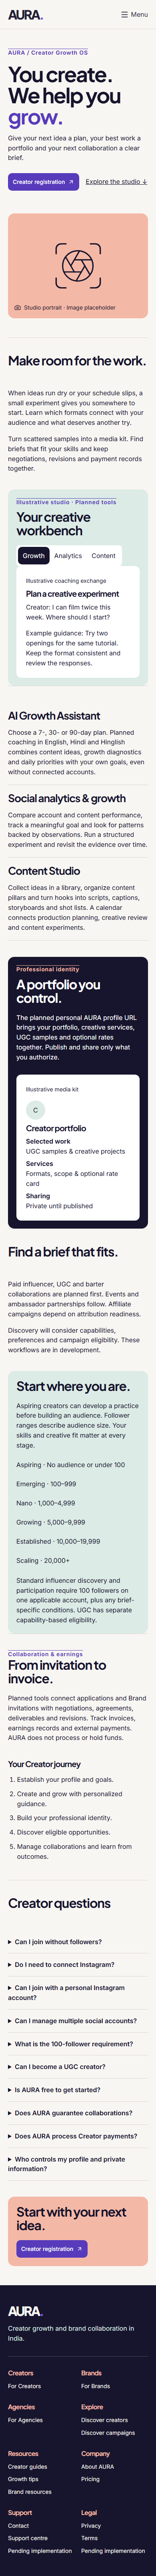 AURA.
Menu
AURA / Creator Growth OS
You create.
We help you
grow.
Give your next idea a plan, your best work a
portfolio and your next collaboration a clear
brief.
Creator registration ↗
Explore the studio ↓
Studio portrait · Image placeholder
Make room for the work.
When ideas run dry or your schedule slips, a
small experiment gives you somewhere to
start. Learn which formats connect with your
audience and what deserves another try.
Turn scattered samples into a media kit. Find
briefs that fit your skills and keep
negotiations, revisions and payment records
together.
Illustrative studio · Planned tools
Your creative
workbench
Growth
Analytics
Content
Illustrative coaching exchange
Plan a creative experiment
Creator: I can film twice this
week. Where should I start?
Example guidance: Try two
openings for the same tutorial.
Keep the format consistent and
review the responses.
AI Growth Assistant
Choose a 7-, 30- or 90-day plan. Planned
coaching in English, Hindi and Hinglish
combines content ideas, growth diagnostics
and daily priorities with your own goals, even
without connected accounts.
Social analytics & growth
Compare account and content performance,
track a meaningful goal and look for patterns
backed by observations. Run a structured
experiment and revisit the evidence over time.
Content Studio
Collect ideas in a library, organize content
pillars and turn hooks into scripts, captions,
storyboards and shot lists. A calendar
connects production planning, creative review
and content experiments.
Professional identity
A portfolio you
control.
The planned personal AURA profile URL
brings your portfolio, creative services,
UGC samples and optional rates
together. Publish and share only what
you authorize.
Illustrative media kit
C
Creator portfolio
Selected work
UGC samples & creative projects
Services
Formats, scope & optional rate
card
Sharing
Private until published
Find a brief that fits.
Paid influencer, UGC and barter
collaborations are planned first. Events and
ambassador partnerships follow. Affiliate
campaigns depend on attribution readiness.
Discovery will consider capabilities,
preferences and campaign eligibility. These
workflows are in development.
Start where you are.
Aspiring creators can develop a practice
before building an audience. Follower
ranges describe audience size. Your
skills and creative fit matter at every
stage.
Aspiring · No audience or under 100
Emerging · 100–999
Nano · 1,000–4,999
Growing · 5,000–9,999
Established · 10,000–19,999
Scaling · 20,000+
Standard influencer discovery and
participation require 100 followers on
one applicable account, plus any brief-
specific conditions. UGC has separate
capability-based eligibility.
Collaboration & earnings
From invitation to
invoice.
Planned tools connect applications and Brand
invitations with negotiations, agreements,
deliverables and revisions. Track invoices,
earnings records and external payments.
AURA does not process or hold funds.
Your Creator journey
1. Establish your profile and goals.
2. Create and grow with personalized
guidance.
3. Build your professional identity.
4. Discover eligible opportunities.
5. Manage collaborations and learn from
outcomes.
Creator questions
▶ Can I join without followers?
▶ Do I need to connect Instagram?
▶ Can I join with a personal Instagram
account?
▶ Can I manage multiple social accounts?
▶ What is the 100-follower requirement?
▶ Can I become a UGC creator?
▶ Is AURA free to get started?
▶ Does AURA guarantee collaborations?
▶ Does AURA process Creator payments?
▶ Who controls my profile and private
information?
Start with your next
idea.
Creator registration ↗
AURA.
Creator growth and brand collaboration in
India.
Creators
Brands
For Creators
For Brands
Agencies
Explore
For Agencies
Discover creators
Discover campaigns
Resources
Company
Creator guides
About AURA
Growth tips
Pricing
Brand resources
Support
Legal
Contact
Privacy
Support centre
Terms
Pending implementation
Pending implementation